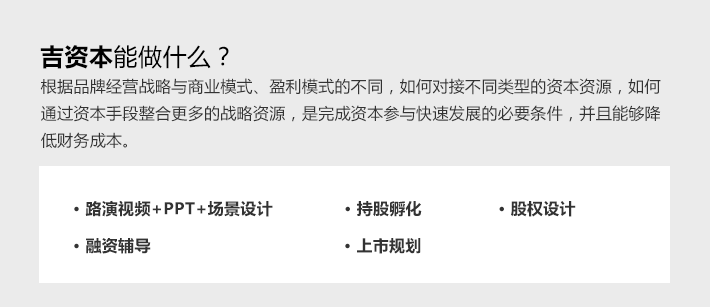 吉资本能做什么？
根据品牌经营战略与商业模式、盈利模式的不同，如何对接不同类型的资本资源，如何
通过资本手段整合更多的战略资源，是完成资本参与快速发展的必要条件，并且能够降
低财务成本。
·路演视频+PPT+场景设计 ·持股孵化 ·股权设计
·融资辅导 ·上市规划